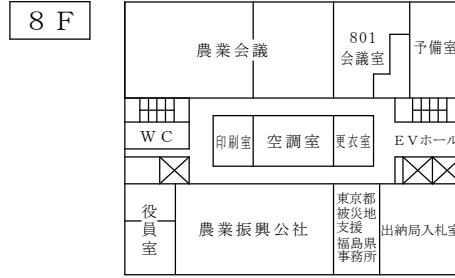 8 F
農業会議
801
会議室
予備室
WC
印刷室
空調室
更衣室
EVホール
役員室
農業振興公社
東京都
被災地
支援
福島県
事務所
出納局入札室